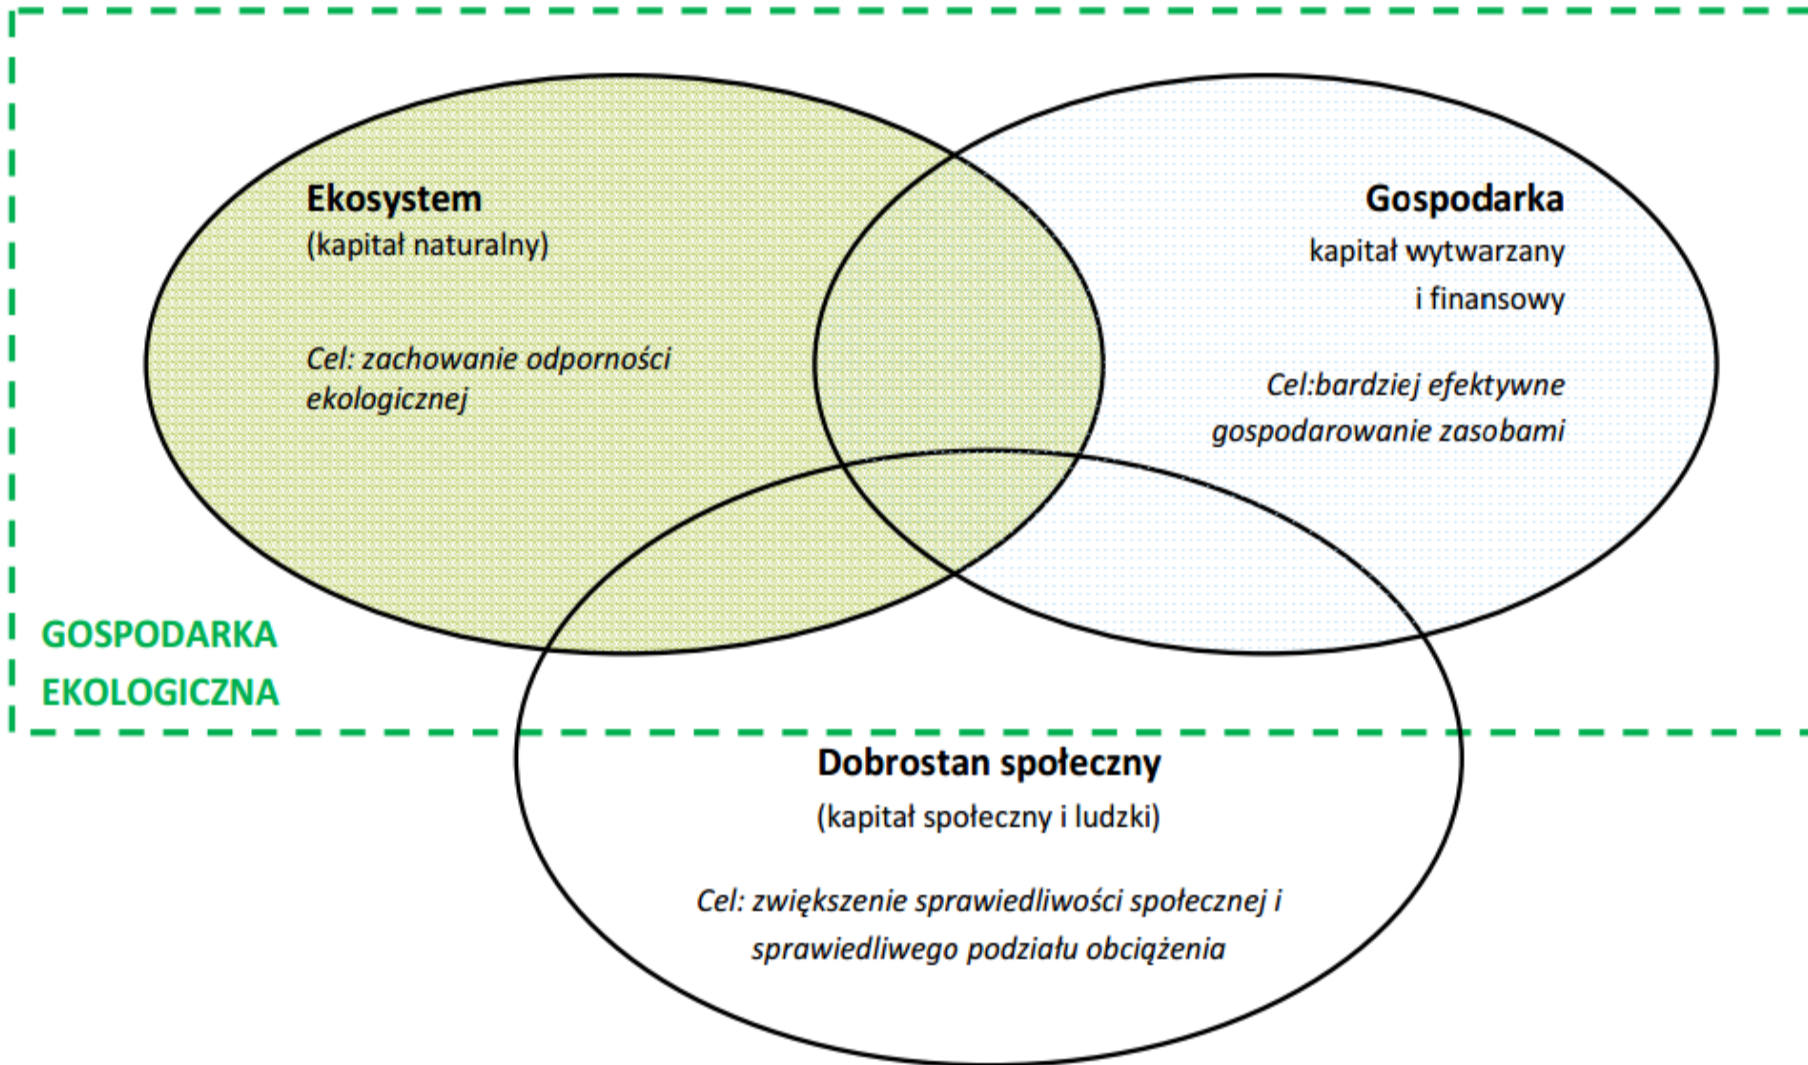 Ekosystem
(kapitał naturalny)
Cel: zachowanie odporności
ekologicznej
Gospodarka
kapitał wytwarzany
i finansowy
Cel:bardziej efektywne
gospodarowanie zasobami
GOSPODARKA
EKOLOGICZNA
Dobrostan społeczny
(kapitał społeczny i ludzki)
Cel: zwiększenie sprawiedliwości społecznej i
sprawiedliwego podziału obciążenia